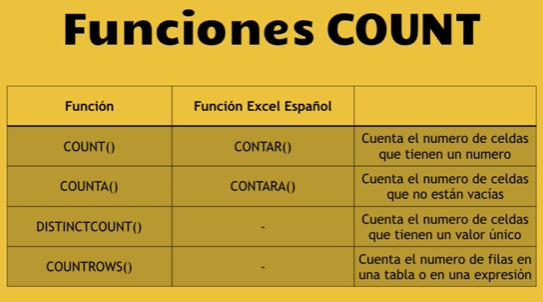 Funciones COUNT
Función
Función Excel Español
COUNT()
CONTAR()
Cuenta el numero de celdas
que tienen un numero
COUNTA()
CONTARA()
Cuenta el numero de celdas
que no están vacías
DISTINCTCOUNT()
-
Cuenta el numero de celdas
que tienen un valor único
COUNTROWS()
-
Cuenta el numero de filas en
una tabla o en una expresión